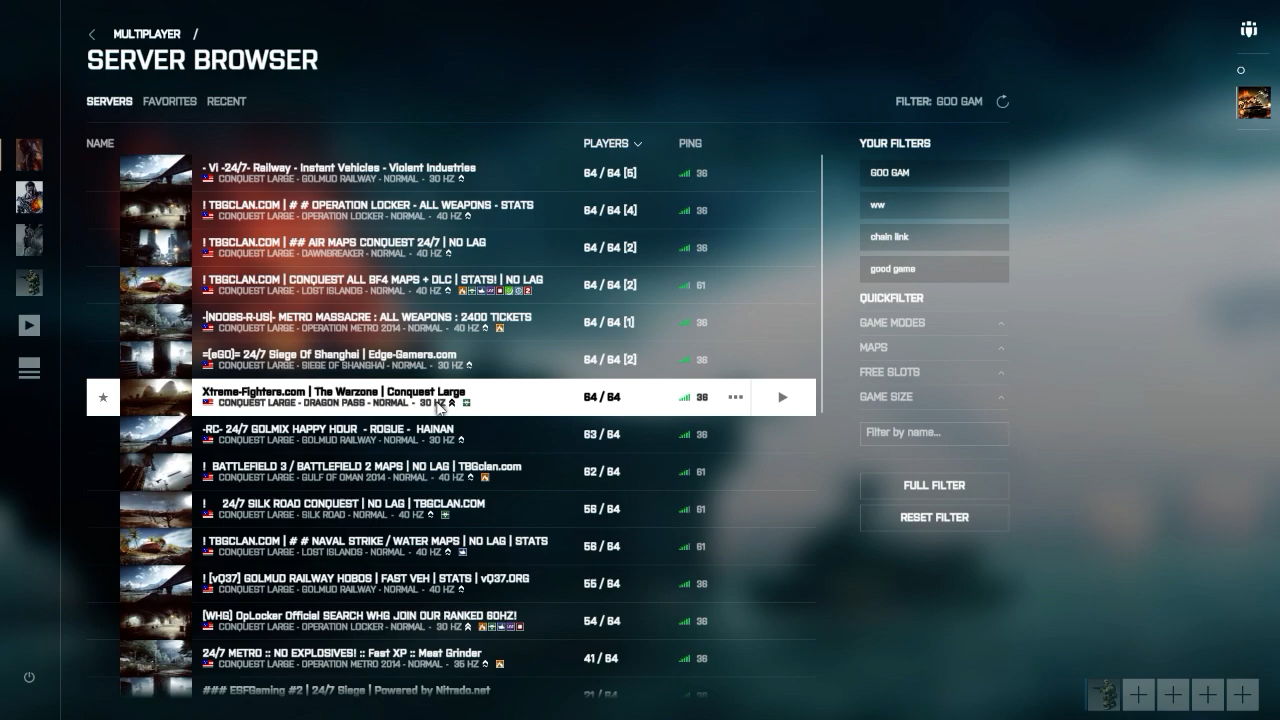 MULTIPLAYER /
SERVER BROWSER
SERVERS FAVORITES RECENT FILTER: GOO GAM
NAME PLAYERS PING
- Vi -24/7- Railway - Instant Vehicles - Violent Industries
CONQUEST LARGE - GOLMUD RAILWAY - NORMAL - 30 HZ
64 / 64 [5] 36
! TBGCLAN.COM | # # OPERATION LOCKER - ALL WEAPONS - STATS
CONQUEST LARGE - OPERATION LOCKER - NORMAL - 40 HZ
64 / 64 [4] 36
! TBGCLAN.COM | ## AIR MAPS CONQUEST 24/7 | NO LAG
CONQUEST LARGE - DAWNBREAKER - NORMAL - 40 HZ
64 / 64 [2] 36
! TBGCLAN.COM | CONQUEST ALL BF4 MAPS + DLC | STATS! | NO LAG
CONQUEST LARGE - LOST ISLANDS - NORMAL - 40 HZ
64 / 64 [2] 61
-|NOOBS-R-US|- METRO MASSACRE : ALL WEAPONS : 2400 TICKETS
CONQUEST LARGE - OPERATION METRO 2014 - NORMAL - 40 HZ
64 / 64 [1] 36
=[eGO]= 24/7 Siege Of Shanghai | Edge-Gamers.com
CONQUEST LARGE - SIEGE OF SHANGHAI - NORMAL - 30 HZ
64 / 64 [2] 36
Xtreme-Fighters.com | The Warzone | Conquest Large
CONQUEST LARGE - DRAGON PASS - NORMAL - 30 HZ
64 / 64 36
-RC- 24/7 GOLMIX HAPPY HOUR - ROGUE - HAINAN
CONQUEST LARGE - GOLMUD RAILWAY - NORMAL - 30 HZ
63 / 64 36
! BATTLEFIELD 3 / BATTLEFIELD 2 MAPS | NO LAG | TBGclan.com
CONQUEST LARGE - GULF OF OMAN 2014 - NORMAL - 40 HZ
62 / 64 61
! 24/7 SILK ROAD CONQUEST | NO LAG | TBGCLAN.COM
CONQUEST LARGE - SILK ROAD - NORMAL - 40 HZ
56 / 64 61
! TBGCLAN.COM | # # NAVAL STRIKE / WATER MAPS | NO LAG | STATS
CONQUEST LARGE - LOST ISLANDS - NORMAL - 40 HZ
56 / 64 61
! [vQ37] GOLMUD RAILWAY HOBOS | FAST VEH | STATS | vQ37.ORG
CONQUEST LARGE - GOLMUD RAILWAY - NORMAL - 40 HZ
55 / 64 36
[WHG] OpLocker Official SEARCH WHG JOIN OUR RANKED 60HZ!
CONQUEST LARGE - OPERATION LOCKER - NORMAL - 30 HZ
54 / 64 36
24/7 METRO :: NO EXPLOSIVES! :: Fast XP :: Meat Grinder
CONQUEST LARGE - OPERATION METRO 2014 - NORMAL - 35 HZ
41 / 64 36
### ESFGaming #2 | 24/7 Siege | Powered by Nitrado.net
21 / 64 36
YOUR FILTERS
GOO GAM
ww
chain link
good game
QUICKFILTER
GAME MODES
MAPS
FREE SLOTS
GAME SIZE
Filter by name...
FULL FILTER
RESET FILTER